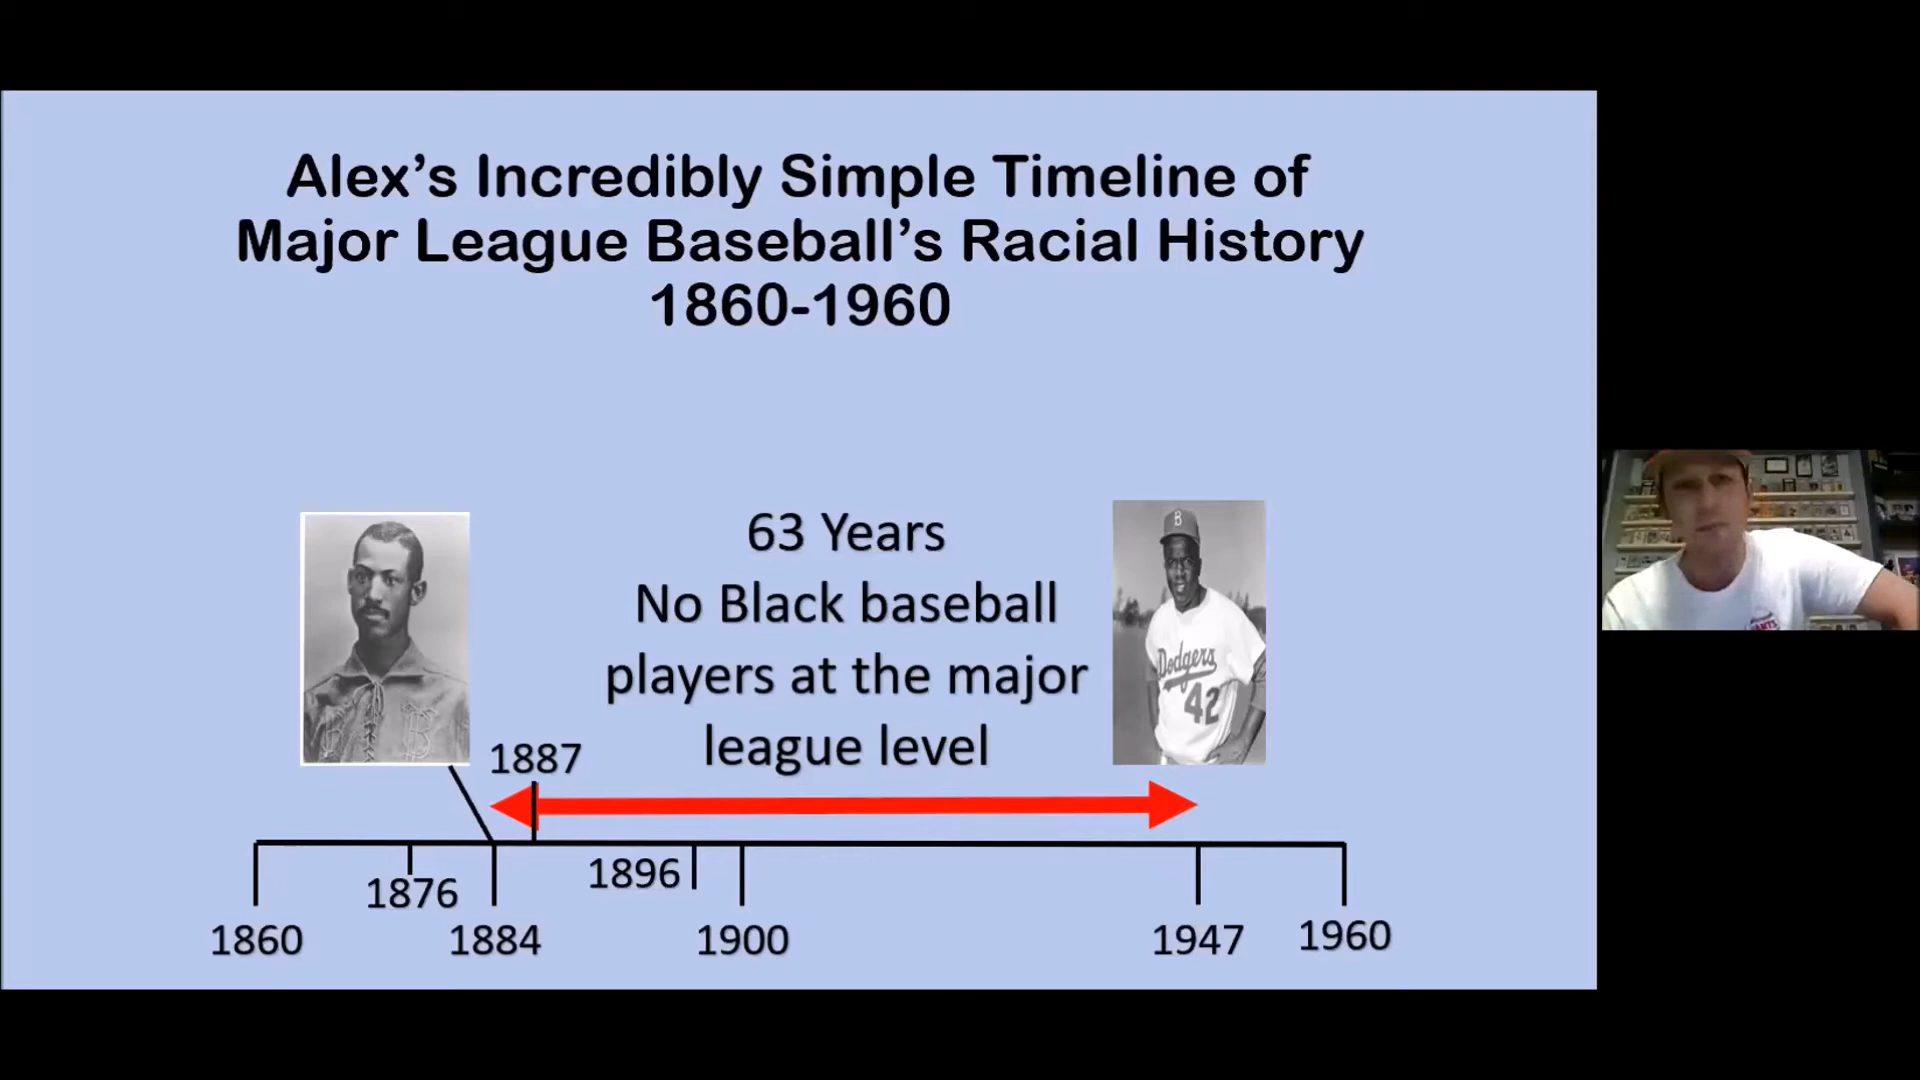 Alex’s Incredibly Simple Timeline of
Major League Baseball’s Racial History
1860-1960
63 Years
No Black baseball
players at the major
league level
B
Dodgers
42
B
1887
1896
1876
1860
1884
1900
1947
1960